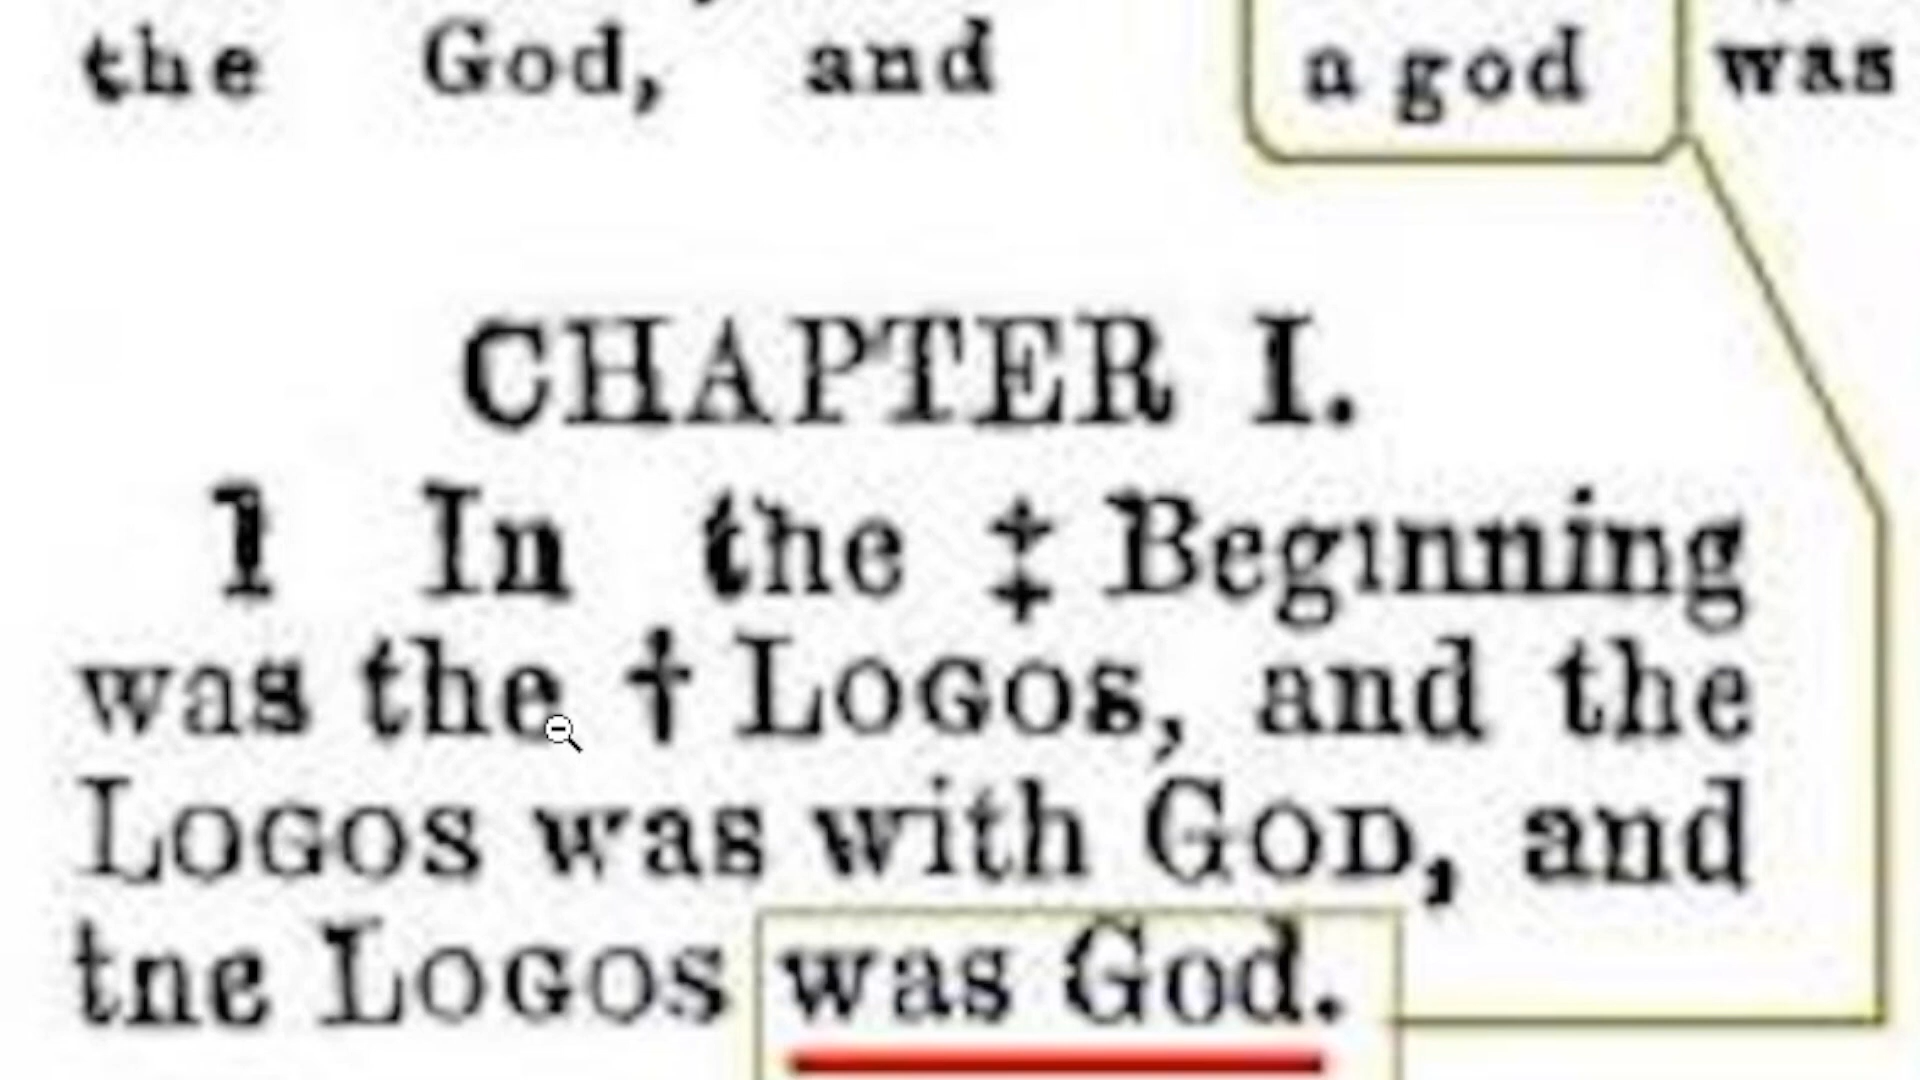 the God, and a god was
CHAPTER I.
1 In the ‡ Beginning
was the † LOGOS, and the
LOGOS was with GOD, and
the LOGOS was God.